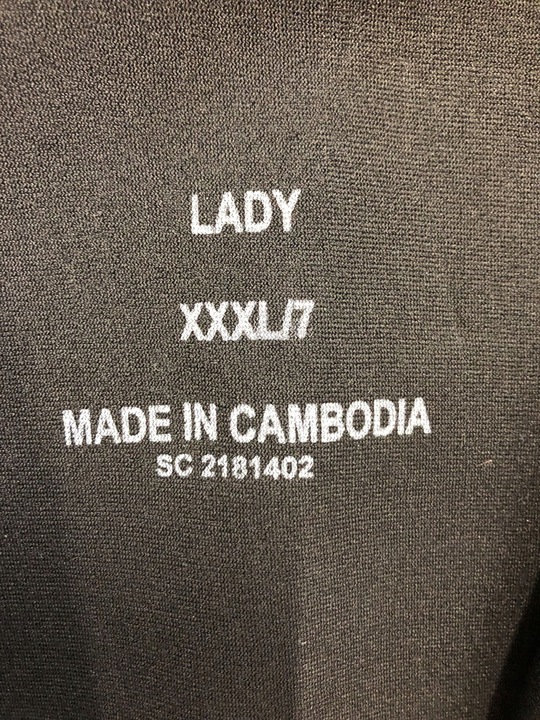 LADY
XXXL/7
MADE IN CAMBODIA
SC 2181402